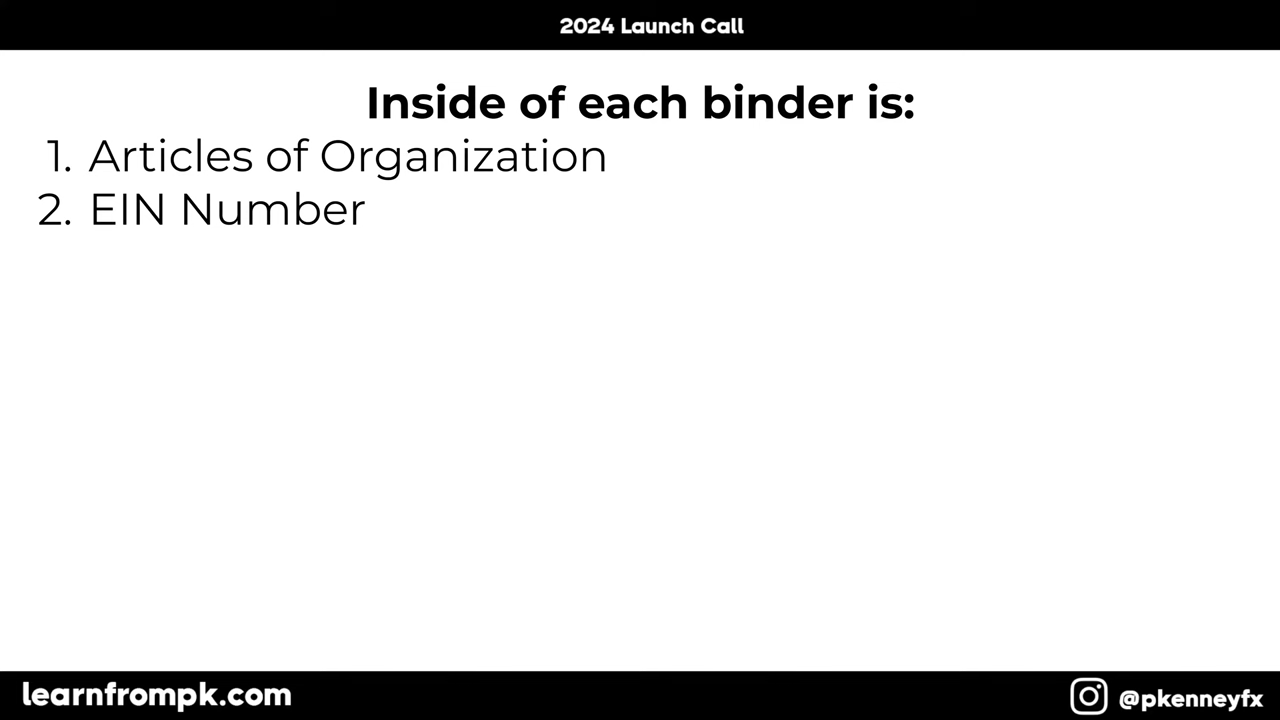 2024 Launch Call
Inside of each binder is:
1. Articles of Organization
2. EIN Number
learnfrompk.com
@pkenneyfx